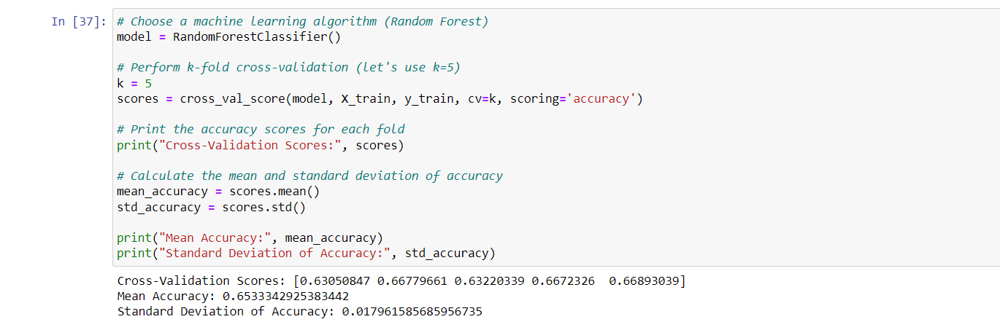 In [37]: # Choose a machine learning algorithm (Random Forest)
model = RandomForestClassifier()
# Perform k-fold cross-validation (let's use k=5)
k = 5
scores = cross_val_score(model, X_train, y_train, cv=k, scoring='accuracy')
# Print the accuracy scores for each fold
print("Cross-Validation Scores:", scores)
# Calculate the mean and standard deviation of accuracy
mean_accuracy = scores.mean()
std_accuracy = scores.std()
print("Mean Accuracy:", mean_accuracy)
print("Standard Deviation of Accuracy:", std_accuracy)
Cross-Validation Scores: [0.63050847 0.66779661 0.63220339 0.6672326  0.66893039]
Mean Accuracy: 0.6533342925383442
Standard Deviation of Accuracy: 0.017961585685956735